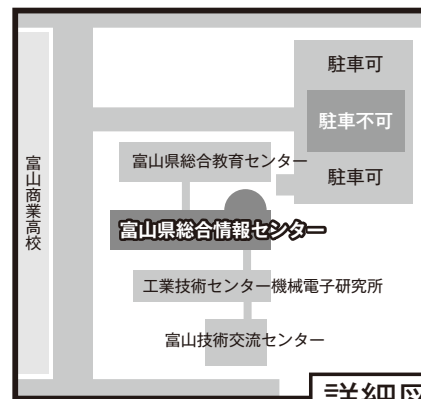 駐車可
駐車不可
富山県総合教育センター
駐車可
富山商業高校
富山県総合情報センター
工業技術センター機械電子研究所
富山技術交流センター
詳細図